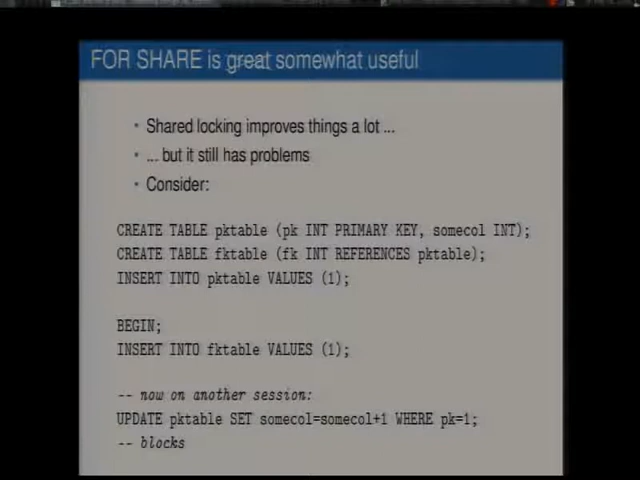 FOR SHARE is great somewhat useful
• Shared locking improves things a lot ...
• ... but it still has problems
• Consider:
CREATE TABLE pktable (pk INT PRIMARY KEY, somecol INT);
CREATE TABLE fktable (fk INT REFERENCES pktable);
INSERT INTO pktable VALUES (1);
BEGIN;
INSERT INTO fktable VALUES (1);
-- now on another session:
UPDATE pktable SET somecol=somecol+1 WHERE pk=1;
-- blocks